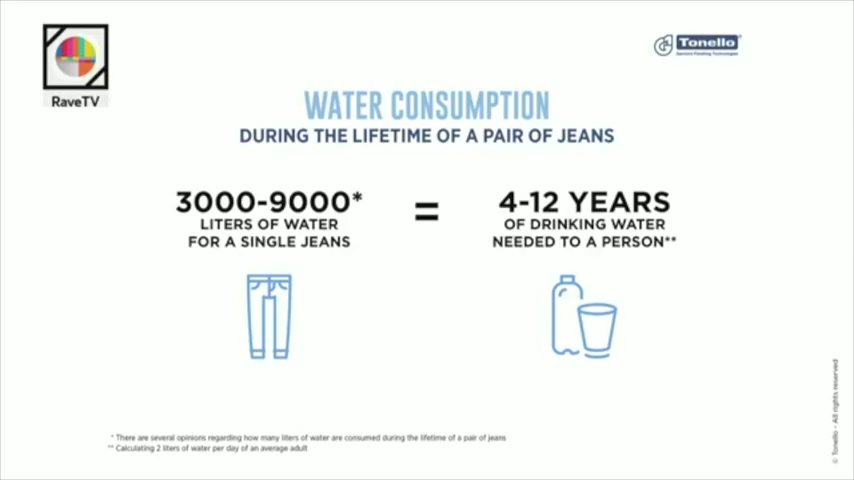 RaveTV
Tonello
Garment Finishing Technologies
WATER CONSUMPTION
DURING THE LIFETIME OF A PAIR OF JEANS
3000-9000*
LITERS OF WATER
FOR A SINGLE JEANS
=
4-12 YEARS
OF DRINKING WATER
NEEDED TO A PERSON**
* There are several opinions regarding how many liters of water are consumed during the lifetime of a pair of jeans
** Calculating 2 liters of water per day of an average adult
© Tonello - All rights reserved